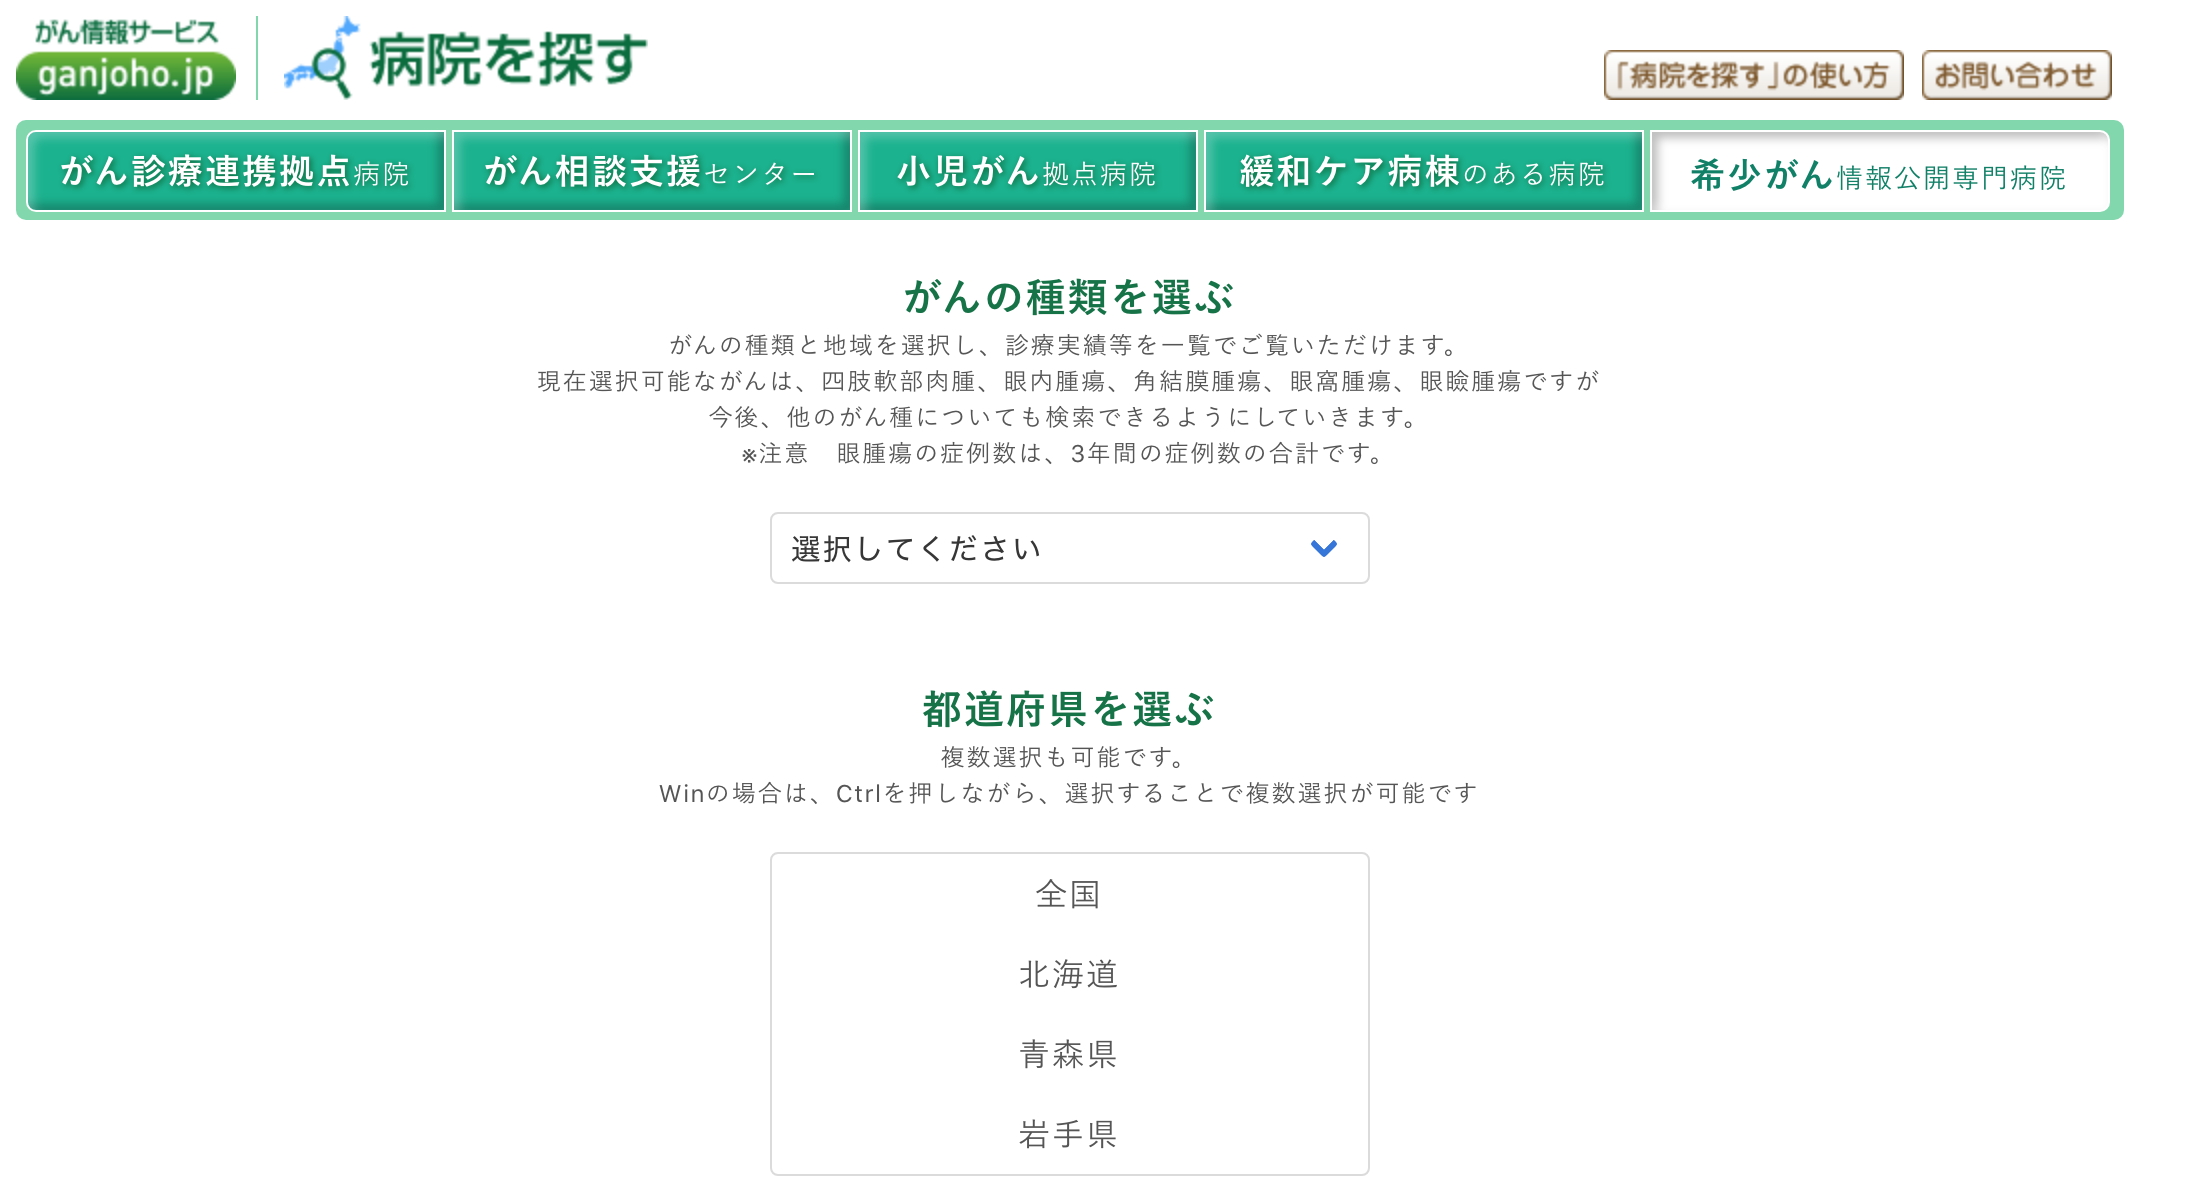 がん情報サービス
ganjoho.jp
病院を探す
「病院を探す」の使い方
お問い合わせ
がん診療連携拠点病院
がん相談支援センター
小児がん拠点病院
緩和ケア病棟のある病院
希少がん情報公開専門病院
がんの種類を選ぶ
がんの種類と地域を選択し、診療実績等を一覧でご覧いただけます。
現在選択可能ながんは、四肢軟部肉腫、眼内腫瘍、角結膜腫瘍、眼窩腫瘍、眼瞼腫瘍ですが
今後、他のがん種についても検索できるようにしていきます。
※注意　眼腫瘍の症例数は、3年間の症例数の合計です。
選択してください
都道府県を選ぶ
複数選択も可能です。
Winの場合は、Ctrlを押しながら、選択することで複数選択が可能です
全国
北海道
青森県
岩手県